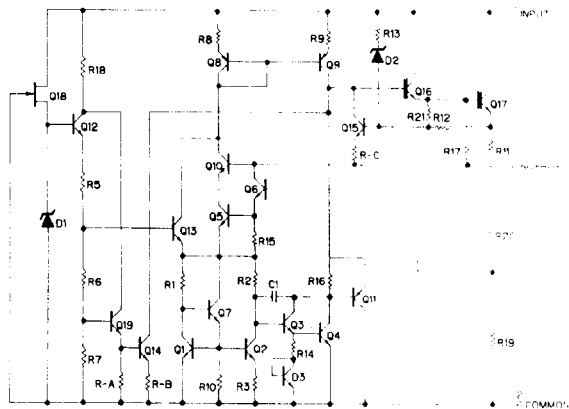 INPUT
R8
R9
R13
Q8
Q9
D2
R18
Q18
Q16
Q17
Q12
Q15
R21
R12
R17
R11
Q10
R-C
R5
Q6
Q5
D1
Q13
R15
R6
R1
R2
C1
R16
Q7
Q11
Q19
Q3
Q4
Q14
Q1
Q2
R14
R19
R7
R-A
R-B
R10
R3
D3
COMMON